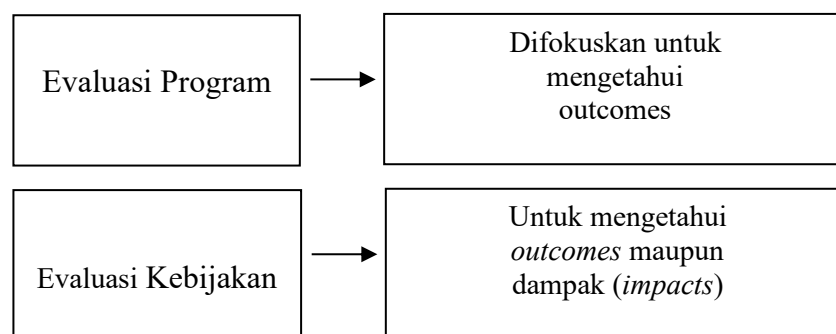 Evaluasi Program
Difokuskan untuk
mengetahui
outcomes
Evaluasi Kebijakan
Untuk mengetahui
outcomes maupun
dampak (impacts)